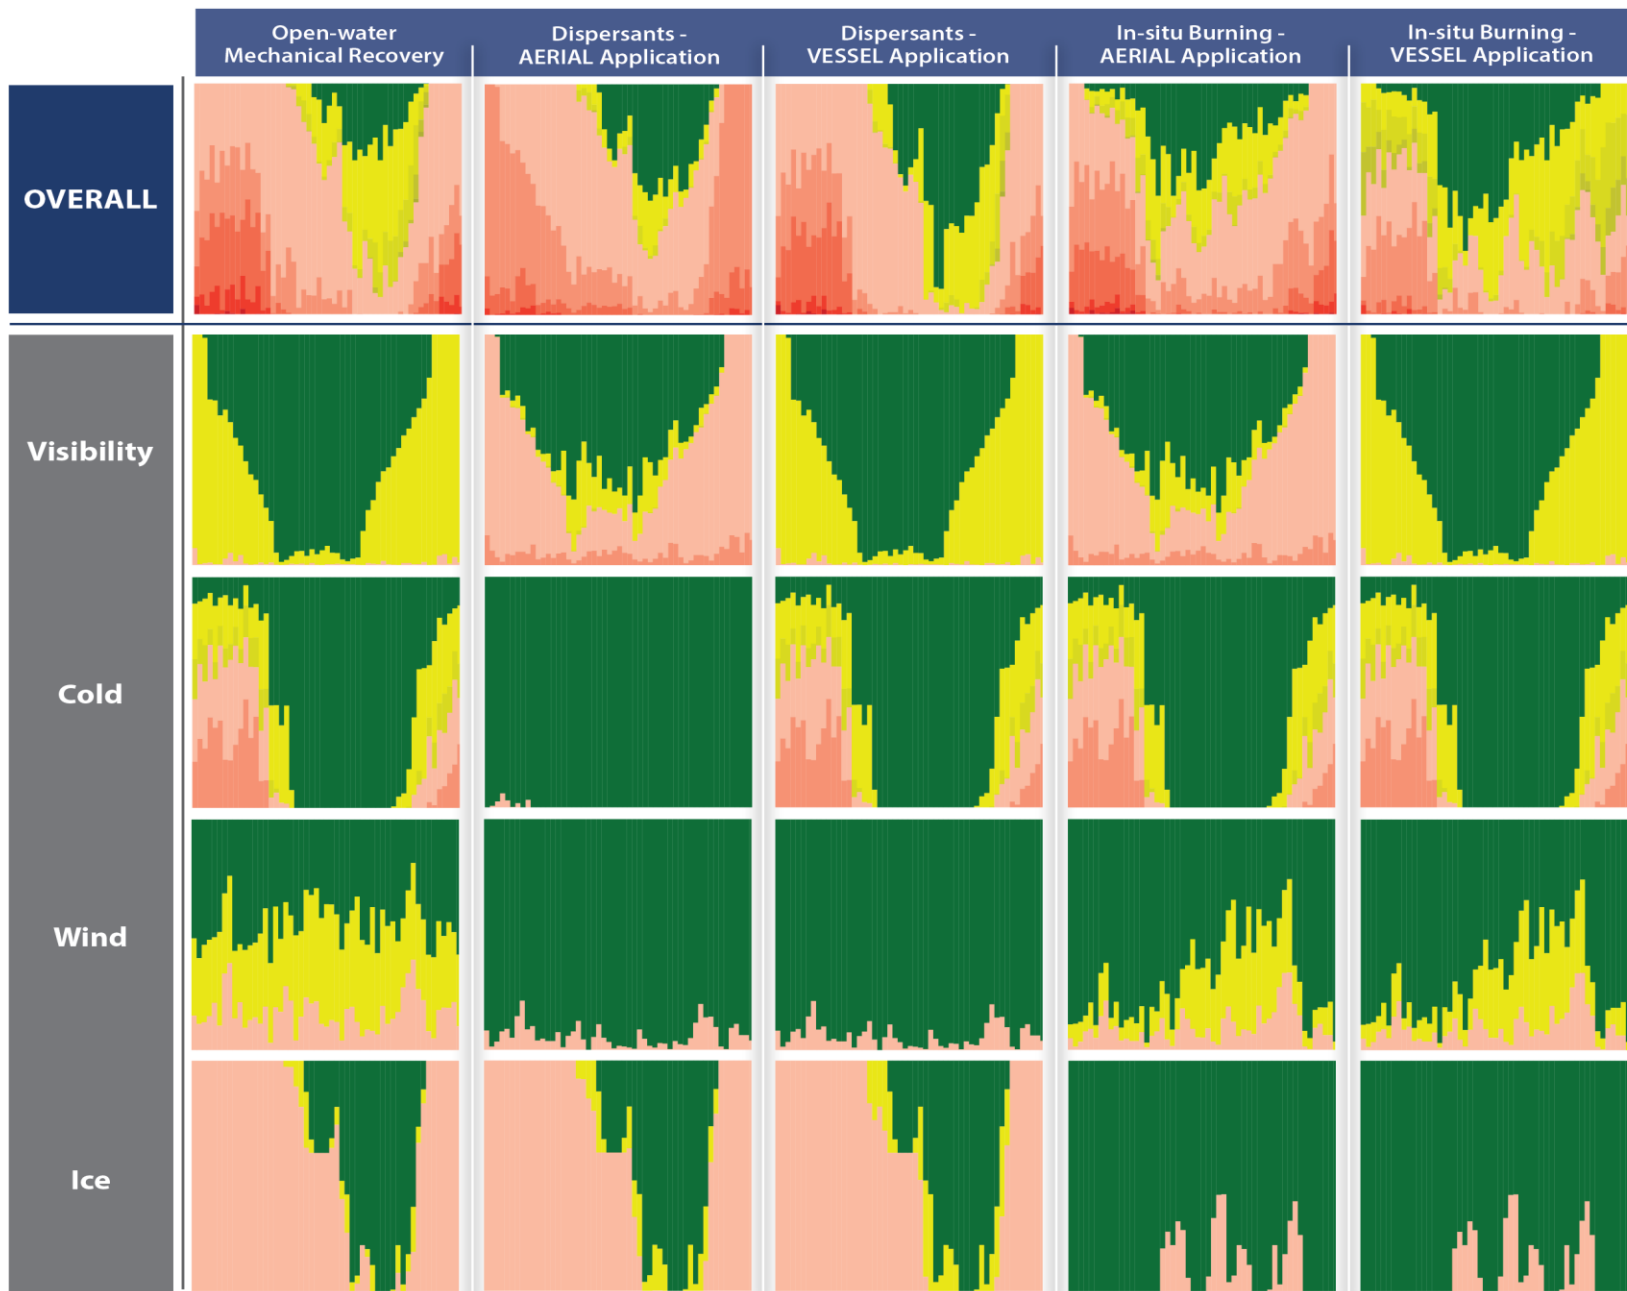 Open-water
Mechanical Recovery
Dispersants -
AERIAL Application
Dispersants -
VESSEL Application
In-situ Burning -
AERIAL Application
In-situ Burning -
VESSEL Application
OVERALL
Visibility
Cold
Wind
Ice